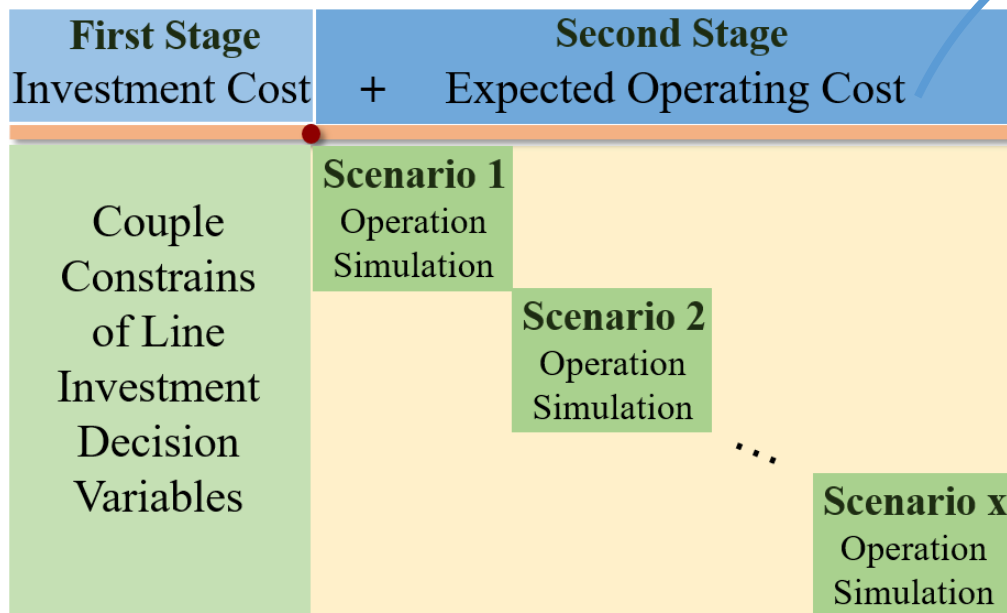 First Stage
Investment Cost
Second Stage
+ Expected Operating Cost
Couple
Constrains
of Line
Investment
Decision
Variables
Scenario 1
Operation
Simulation
Scenario 2
Operation
Simulation
...
Scenario x
Operation
Simulation